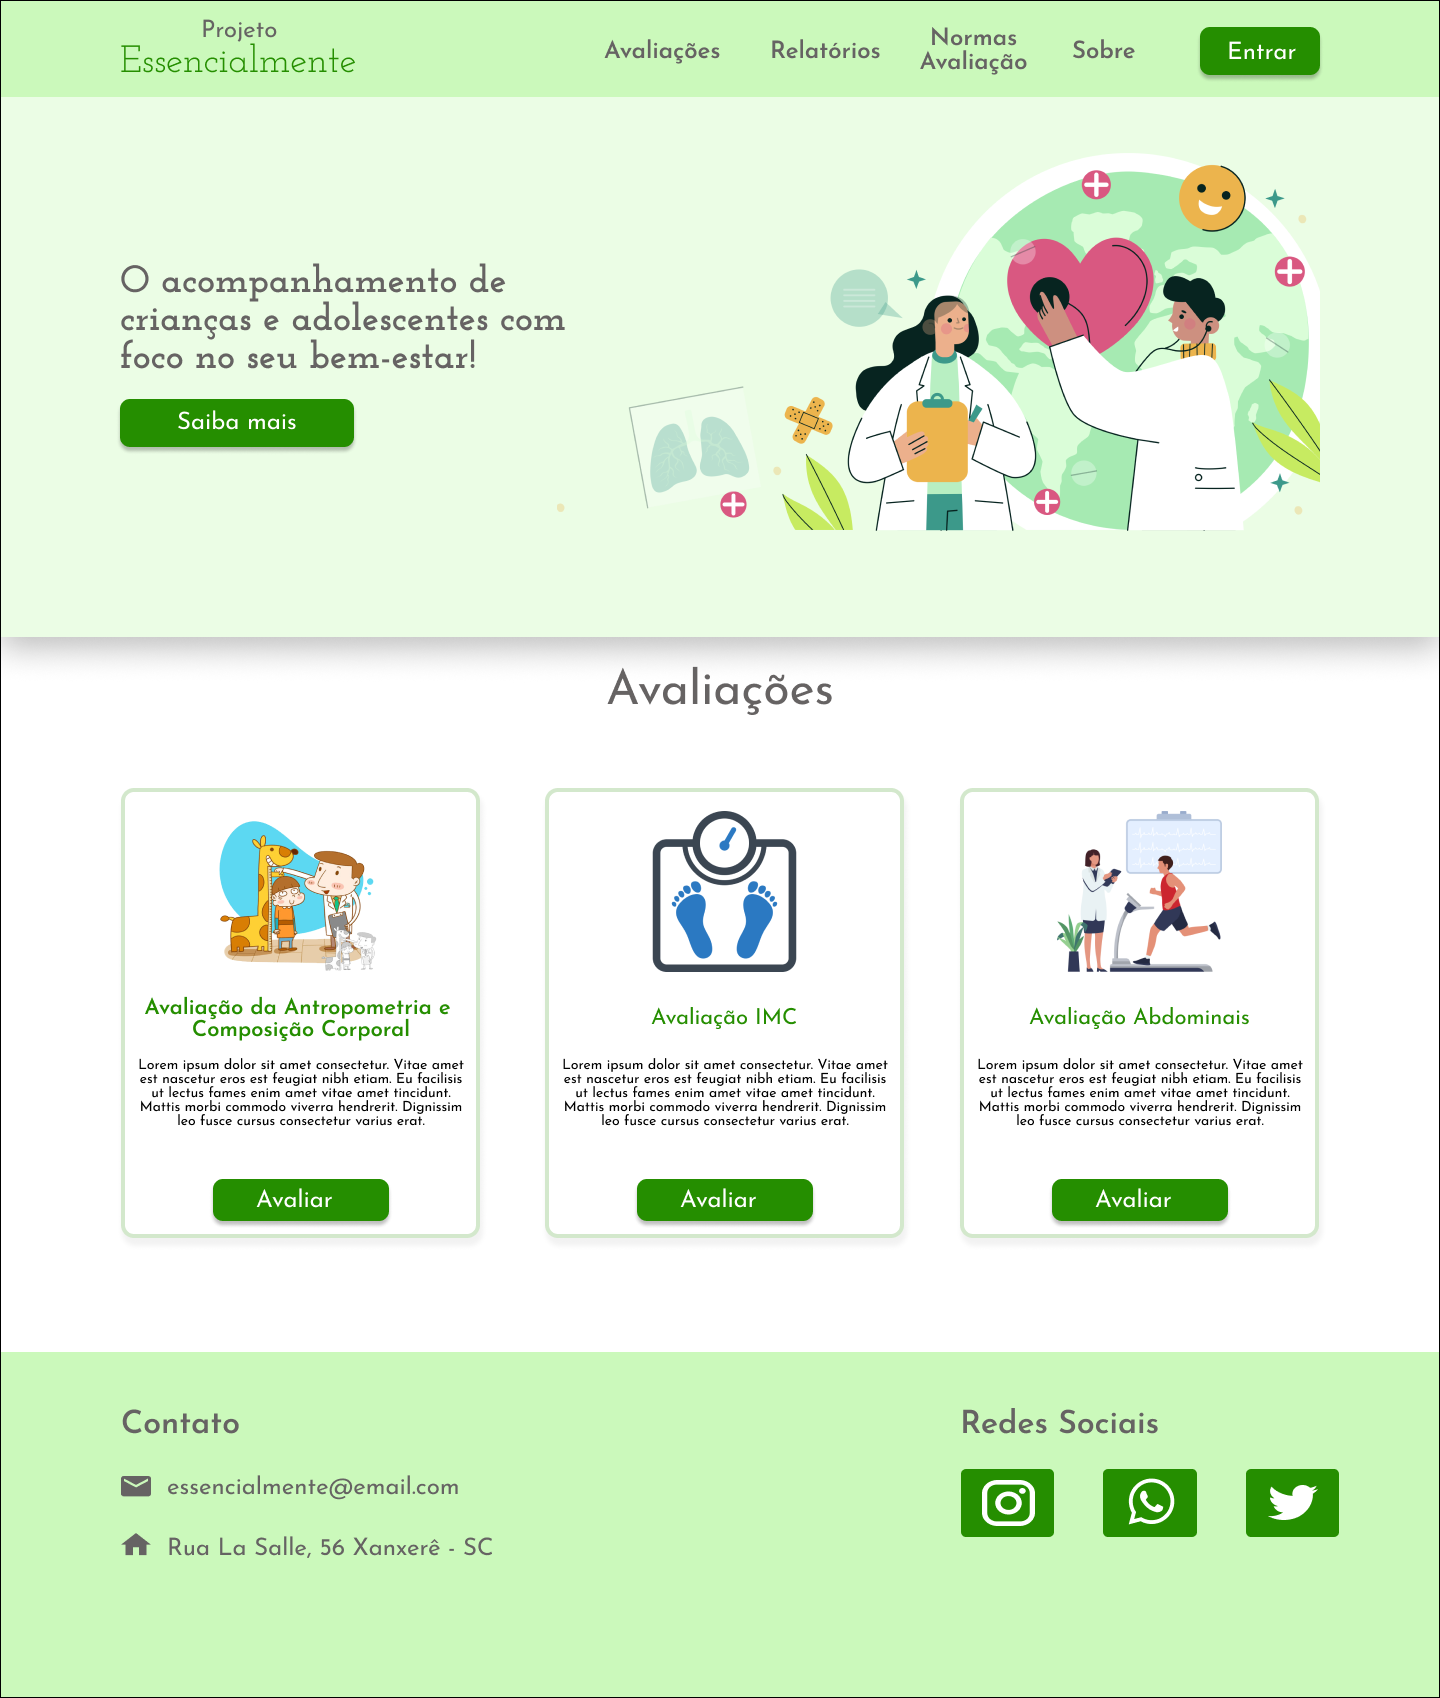 Projeto
Essencialmente
Avaliações
Relatórios
Normas
Avaliação
Sobre
Entrar
O acompanhamento de
crianças e adolescentes com
foco no seu bem-estar!
Saiba mais
Avaliações
Avaliação da Antropometria e
Composição Corporal
Lorem ipsum dolor sit amet consectetur. Vitae amet
est nascetur eros est feugiat nibh etiam. Eu facilisis
ut lectus fames enim amet vitae amet tincidunt.
Mattis morbi commodo viverra hendrerit. Dignissim
leo fusce cursus consectetur varius erat.
Avaliar
Avaliação IMC
Lorem ipsum dolor sit amet consectetur. Vitae amet
est nascetur eros est feugiat nibh etiam. Eu facilisis
ut lectus fames enim amet vitae amet tincidunt.
Mattis morbi commodo viverra hendrerit. Dignissim
leo fusce cursus consectetur varius erat.
Avaliar
Avaliação Abdominais
Lorem ipsum dolor sit amet consectetur. Vitae amet
est nascetur eros est feugiat nibh etiam. Eu facilisis
ut lectus fames enim amet vitae amet tincidunt.
Mattis morbi commodo viverra hendrerit. Dignissim
leo fusce cursus consectetur varius erat.
Avaliar
Contato
essencialmente@email.com
Rua La Salle, 56 Xanxerê - SC
Redes Sociais